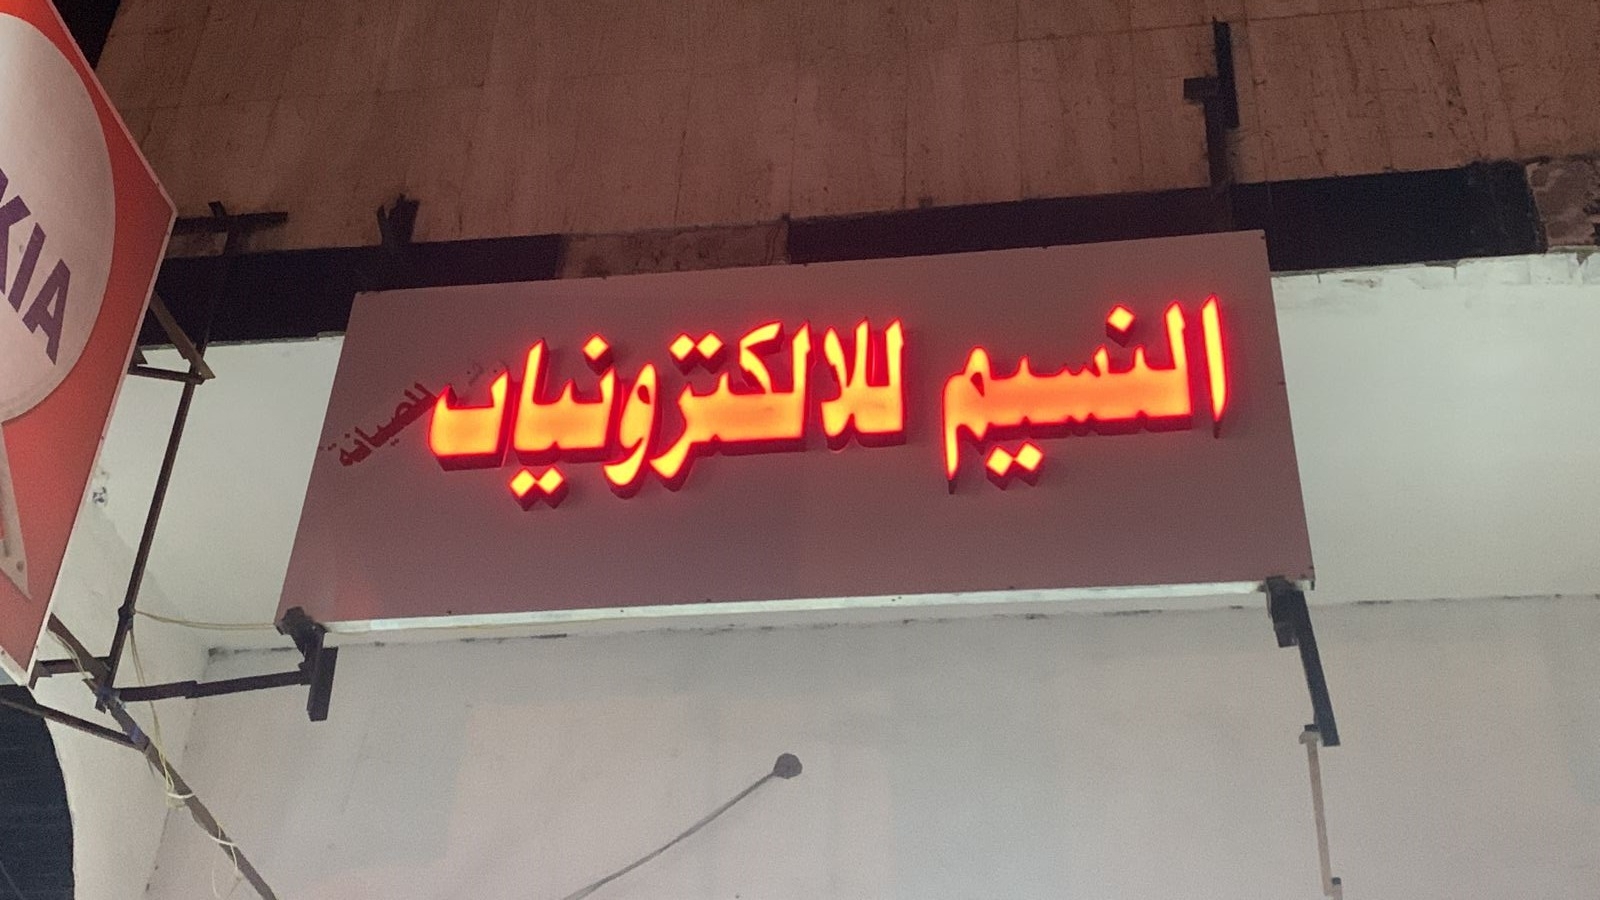 النسيم للالكترونيات
للصيانة
KIA